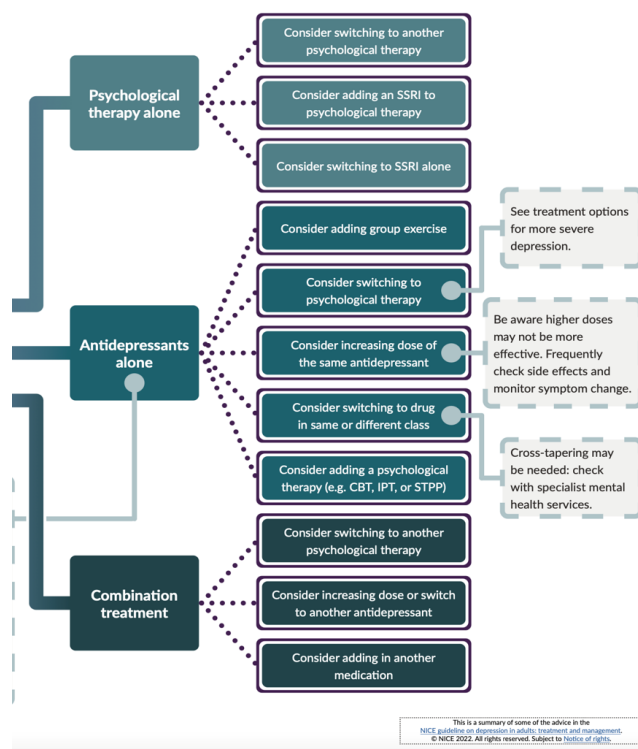 Psychological
therapy alone
Consider switching to another
psychological therapy
Consider adding an SSRI to
psychological therapy
Consider switching to SSRI alone
Antidepressants
alone
Consider adding group exercise
Consider switching to
psychological therapy
See treatment options
for more severe
depression.
Consider increasing dose of
the same antidepressant
Be aware higher doses
may not be more
effective. Frequently
check side effects and
monitor symptom change.
Consider switching to drug
in same or different class
Cross-tapering may
be needed: check
with specialist mental
health services.
Consider adding a psychological
therapy (e.g. CBT, IPT, or STPP)
Combination
treatment
Consider switching to another
psychological therapy
Consider increasing dose or switch
to another antidepressant
Consider adding in another
medication
This is a summary of some of the advice in the
NICE guideline on depression in adults: treatment and management.
© NICE 2022. All rights reserved. Subject to Notice of rights.